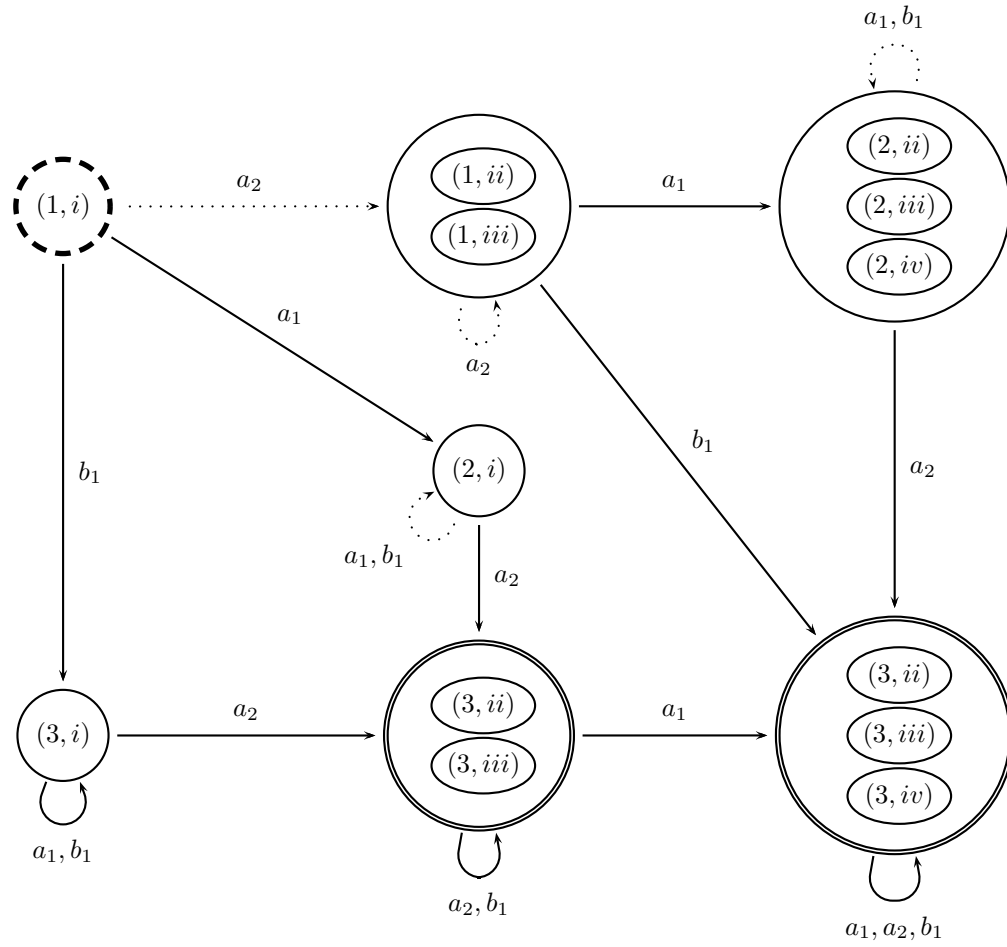 a₁, b₁
(1, i)
a₂
(1, ii)
(1, iii)
a₁
(2, ii)
(2, iii)
(2, iv)
a₁
a₂
b₁
(2, i)
b₁
a₂
a₁, b₁
a₂
(3, i)
a₂
(3, ii)
(3, iii)
a₁
(3, ii)
(3, iii)
(3, iv)
a₁, b₁
a₂, b₁
a₁, a₂, b₁